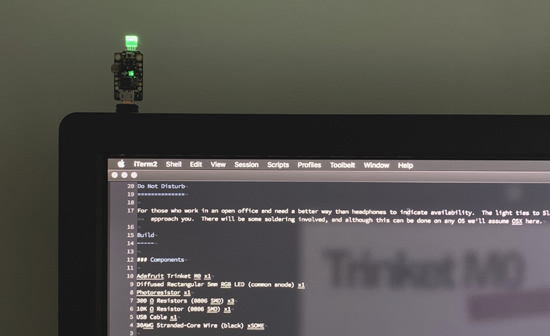 iTerm2 Shell Edit View Session Scripts Profiles Toolbelt Window Help
20 Do Not Disturb
19 ==============
18
17 For those who work in an open office and need a better way than headphones to indicate availability. The light ties to Sl
approach you. There will be some soldering involved, and although this can be done on any OS we'll assume OSX here.
16
15 Build
14 -----
13
12 ### Components
11
10 Adafruit Trinket M0 x1
9 Diffused Rectangular 5mm RGB LED (common anode) x1
8 Photoresistor x1
7 300 Ω Resistors (0806 SMD) x3
6 10K Ω Resistor (0806 SMD) x1
5 USB Cable x1
4 30AWG Stranded-Core Wire (black) xSOME
Trinket M0